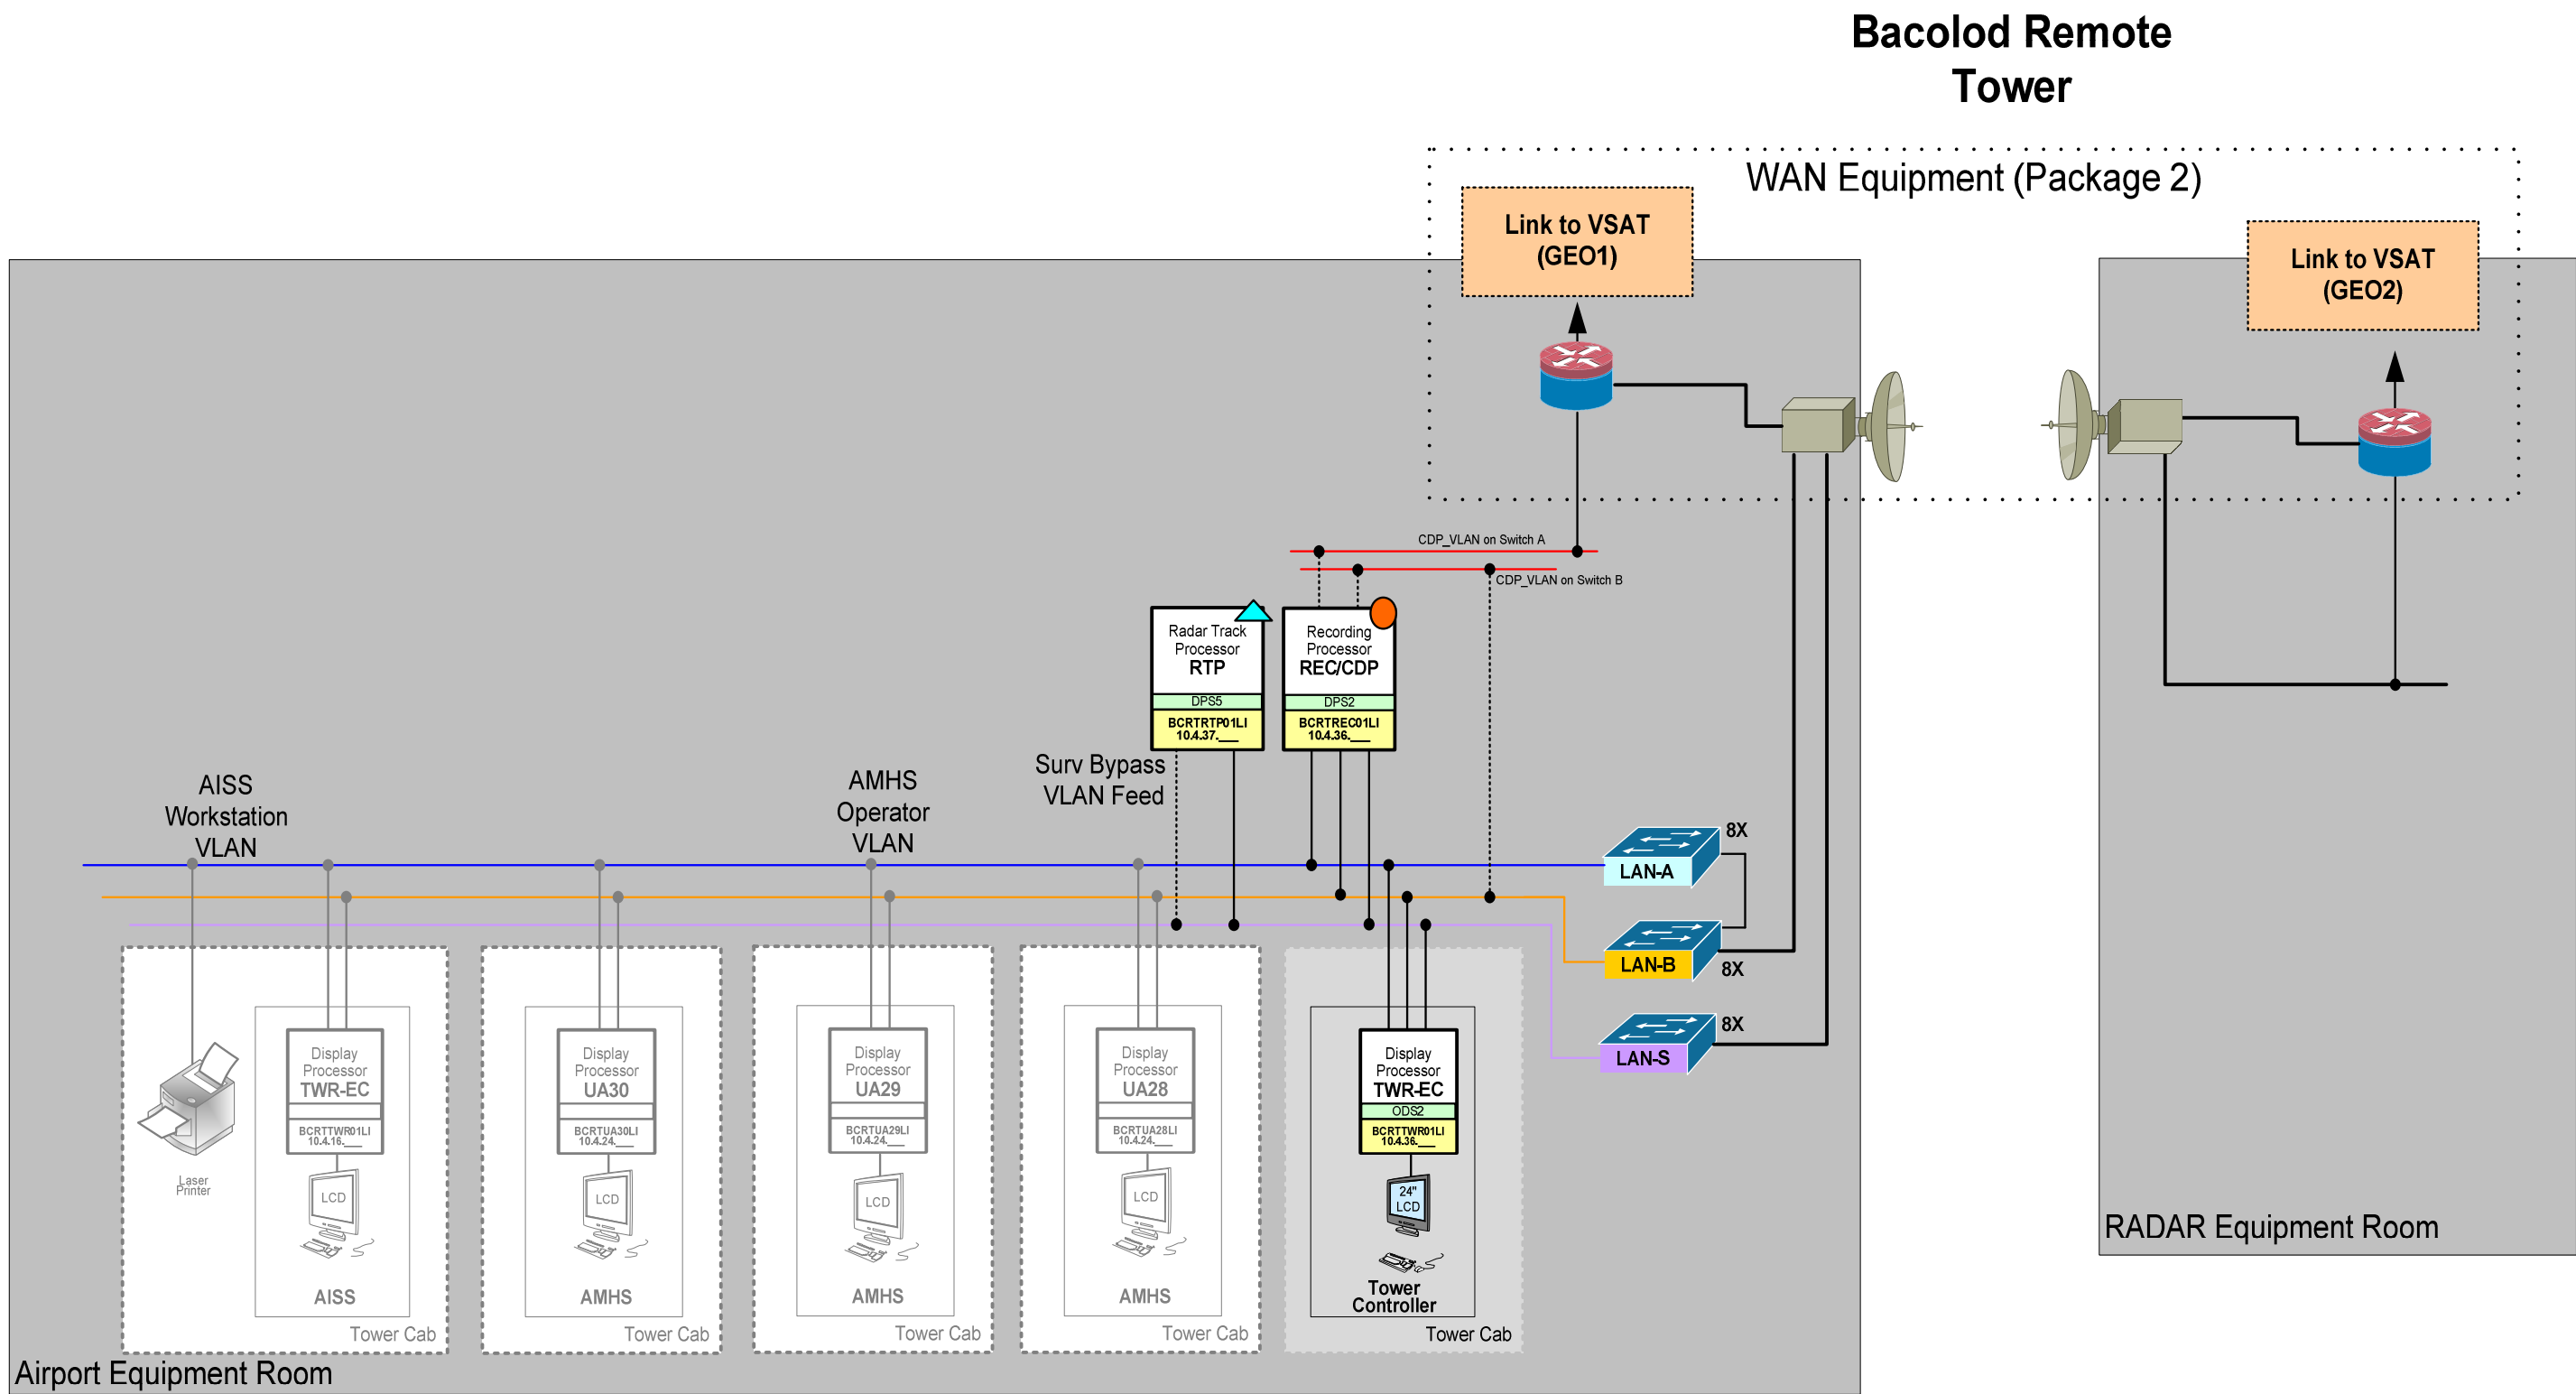 Bacolod Remote
Tower
WAN Equipment (Package 2)
Link to VSAT
(GEO1)
Link to VSAT
(GEO2)
CDP_VLAN on Switch A
CDP_VLAN on Switch B
Radar Track
Processor
RTP
DPS5
BCRTRTP01LI
10.4.37.___
Recording
Processor
REC/CDP
DPS2
BCRTREC01LI
10.4.36.___
Surv Bypass
VLAN Feed
AISS
Workstation
VLAN
AMHS
Operator
VLAN
8X
LAN-A
LAN-B
8X
8X
LAN-S
Display
Processor
TWR-EC
BCRTTWR01LI
10.4.16.___
LCD
AISS
Laser
Printer
Tower Cab
Display
Processor
UA30
BCRTUA30LI
10.4.24.___
LCD
AMHS
Tower Cab
Display
Processor
UA29
BCRTUA29LI
10.4.24.___
LCD
AMHS
Tower Cab
Display
Processor
UA28
BCRTUA28LI
10.4.24.___
LCD
AMHS
Tower Cab
Display
Processor
TWR-EC
ODS2
BCRTTWR01LI
10.4.36.___
24"
LCD
Tower
Controller
Tower Cab
Airport Equipment Room
RADAR Equipment Room